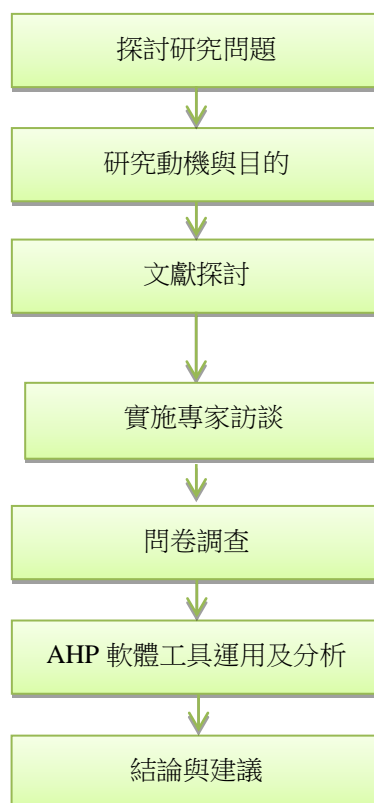 探討研究問題
研究動機與目的
文獻探討
實施專家訪談
問卷調查
AHP 軟體工具運用及分析
結論與建議